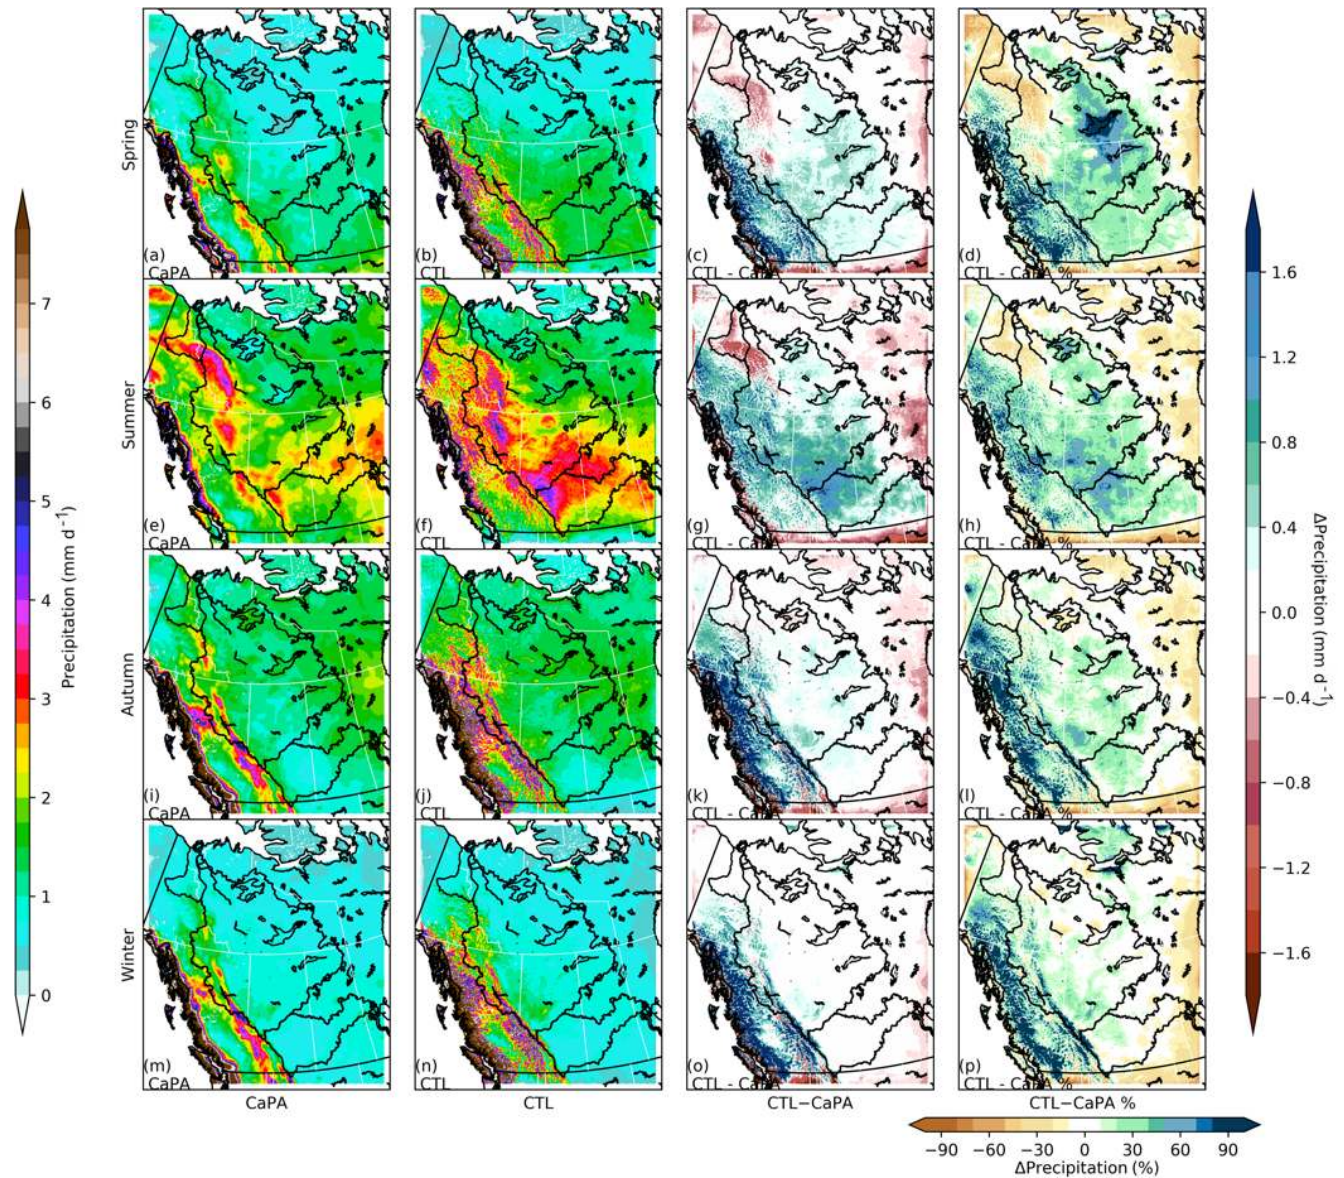 Spring
(a)
CaPA
(b)
CTL
(c)
CTL - CaPA
(d)
CTL - CaPA %
Summer
(e)
CaPA
(f)
CTL
(g)
CTL - CaPA
(h)
CTL - CaPA %
Autumn
(i)
CaPA
(j)
CTL
(k)
CTL - CaPA
(l)
CTL - CaPA %
Winter
(m)
CaPA
(n)
CTL
(o)
CTL - CaPA
(p)
CTL - CaPA %
CaPA
CTL
CTL−CaPA
CTL−CaPA %
7
6
5
4
3
2
1
0
Precipitation (mm d⁻¹)
1.6
1.2
0.8
0.4
0.0
−0.4
−0.8
−1.2
−1.6
ΔPrecipitation (mm d⁻¹)
−90 −60 −30 0 30 60 90
ΔPrecipitation (%)